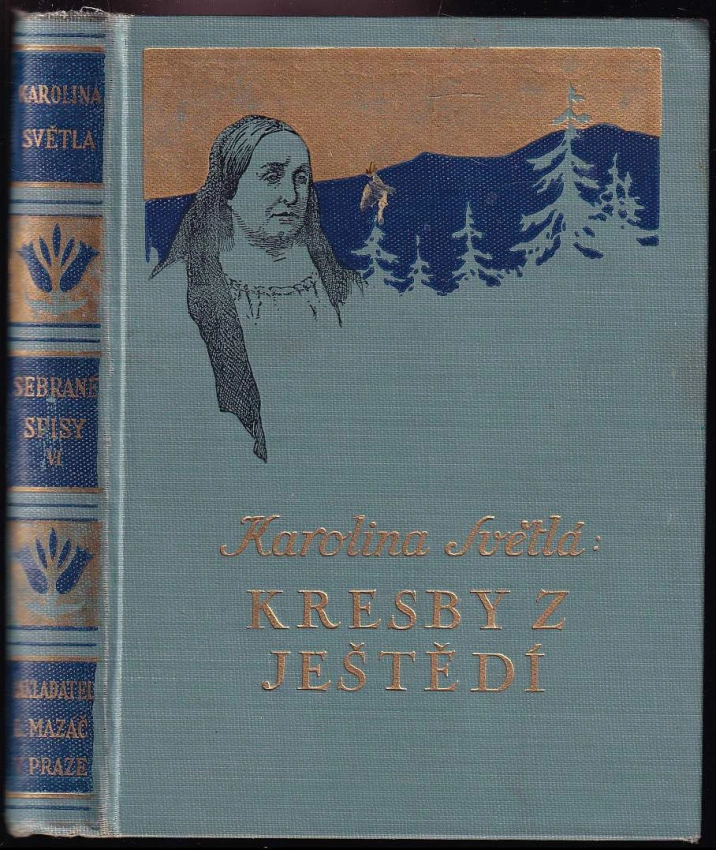 KAROLINA
SVĚTLÁ
SEBRANÉ
SPISY
VI
NAKLADATEL
L. MAZÁČ
V PRAZE
Karolina Světlá:
KRESBY Z
JEŠTĚDÍ